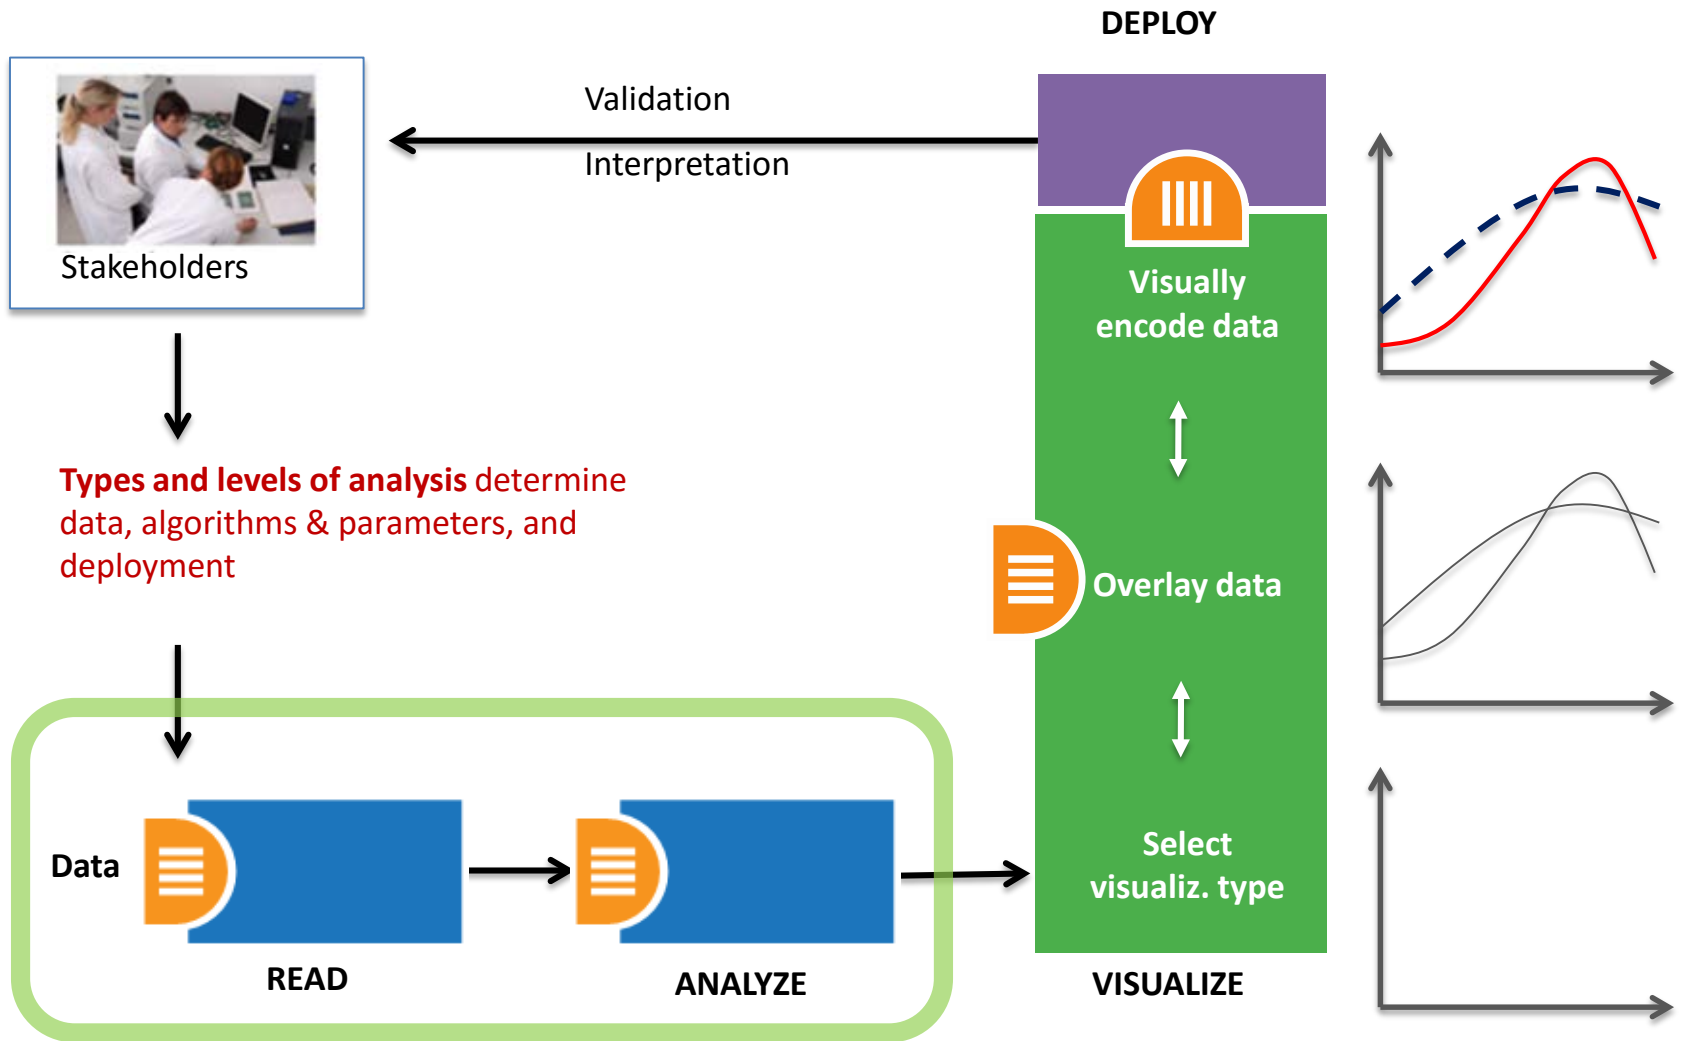 DEPLOY
Validation
Interpretation
Stakeholders
Visually
encode data
Types and levels of analysis determine
data, algorithms & parameters, and
deployment
Overlay data
Select
visualiz. type
Data
READ
ANALYZE
VISUALIZE